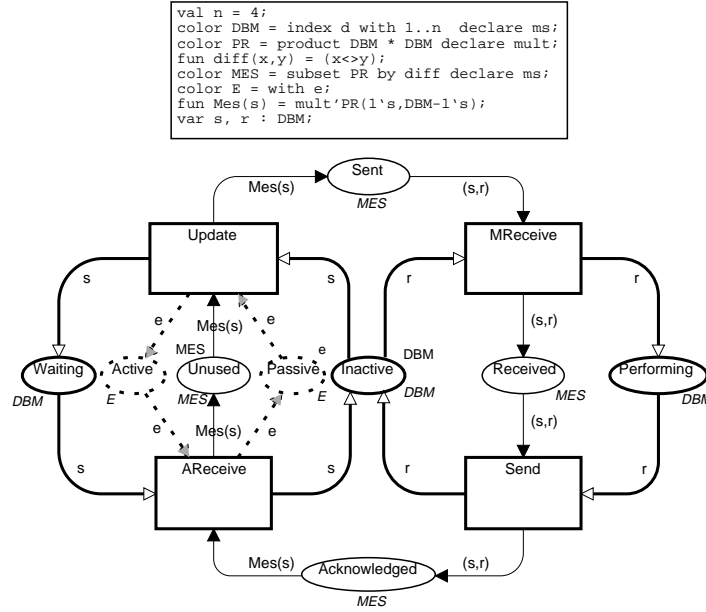 val n = 4;
color DBM = index d with 1..n declare ms;
color PR = product DBM * DBM declare mult;
fun diff(x,y) = (x<>y);
color MES = subset PR by diff declare ms;
color E = with e;
fun Mes(s) = mult'PR(1`s,DBM-1`s);
var s, r : DBM;
Sent
Mes(s)
(s,r)
MES
Update
MReceive
s
s
r
r
e
e
Mes(s)
(s,r)
MES
e
DBM
Waiting
Active
Unused
Passive
Inactive
Received
Performing
DBM
E
MES
E
DBM
MES
DBM
e
Mes(s)
e
(s,r)
s
s
r
r
AReceive
Send
Mes(s)
Acknowledged
(s,r)
MES